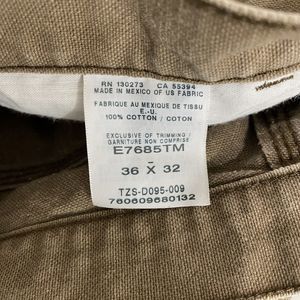 RN 130273 CA 55394
MADE IN MEXICO OF US FABRIC
FABRIQUE AU MEXIQUE DE TISSU
E.-U.
100% COTTON / COTON
EXCLUSIVE OF TRIMMING /
GARNITURE NON COMPRISE
E7685TM
-
36 X 32
TZS-D095-009
760609680132